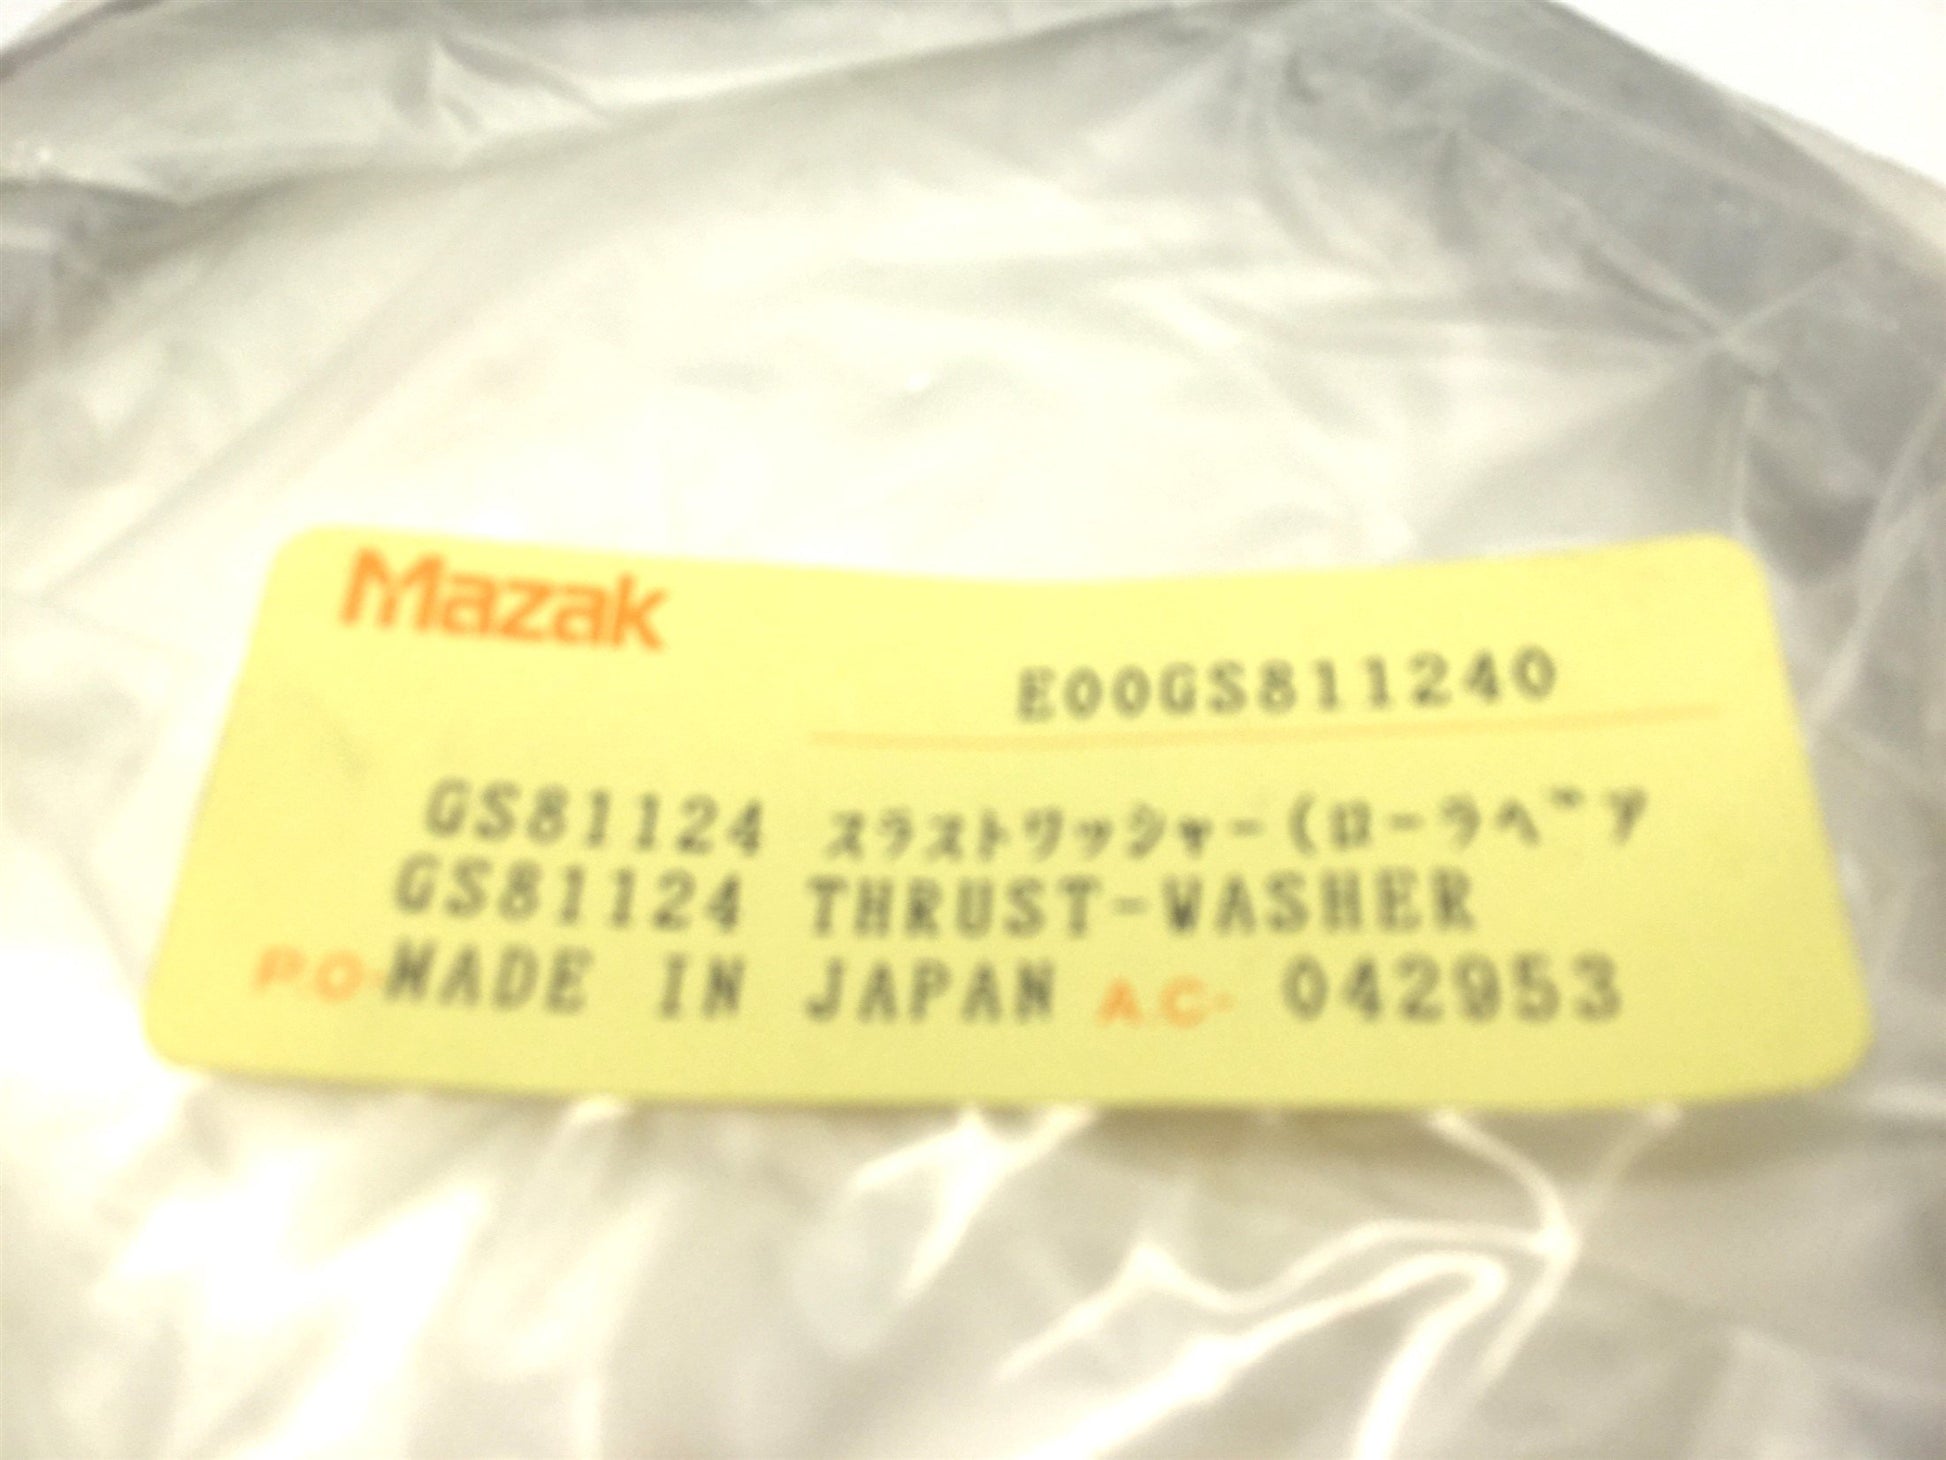 Mazak
E00GS811240
GS81124 スラストワッシャー(ローラベア
GS81124 THRUST-WASHER
P.O- MADE IN JAPAN A.C- 042953